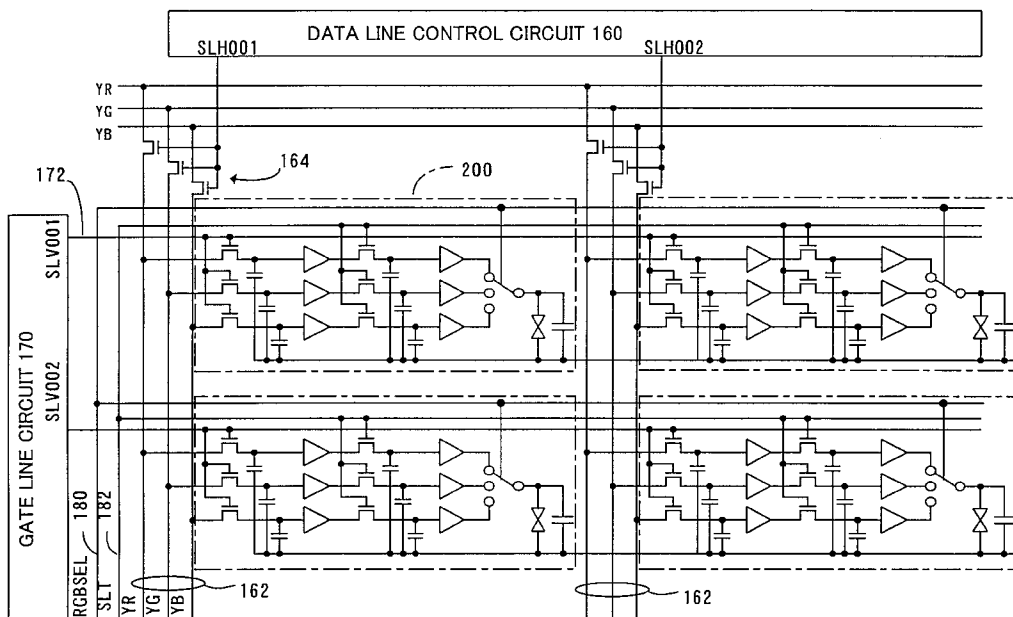 DATA LINE CONTROL CIRCUIT 160
SLH001
SLH002
YR
YG
YB
164
200
172
GATE LINE CIRCUIT 170
SLV001
SLV002
RGBSEL
180
SLT
182
YR
YG
YB
162
162